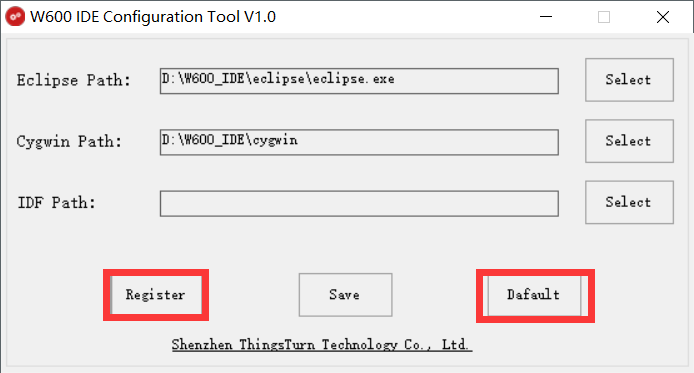 W600 IDE Configuration Tool V1.0
Eclipse Path: D:\W600_IDE\eclipse\eclipse.exe Select
Cygwin Path: D:\W600_IDE\cygwin Select
IDF Path: Select
Register Save Dafault
Shenzhen ThingsTurn Technology Co., Ltd.